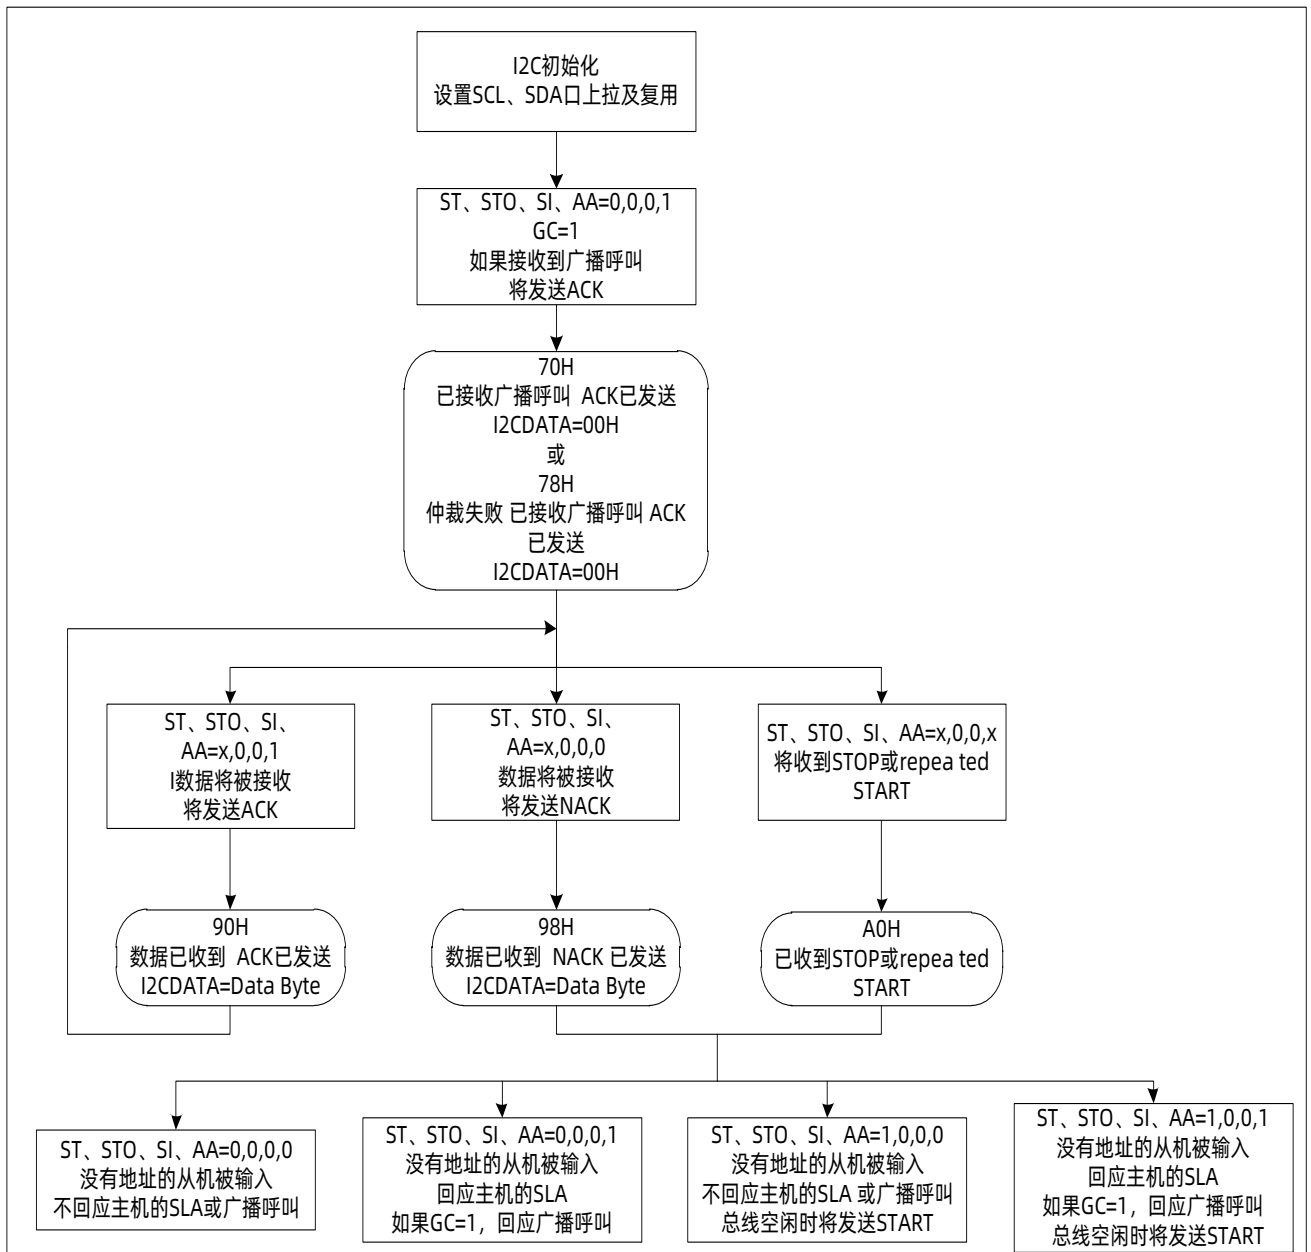 I2C初始化
设置SCL、SDA口上拉及复用
ST、STO、SI、AA=0,0,0,1
GC=1
如果接收到广播呼叫
将发送ACK
70H
已接收广播呼叫 ACK已发送
I2CDATA=00H
或
78H
仲裁失败 已接收广播呼叫 ACK
已发送
I2CDATA=00H
ST、STO、SI、
AA=x,0,0,1
I数据将被接收
将发送ACK
ST、STO、SI、
AA=x,0,0,0
数据将被接收
将发送NACK
ST、STO、SI、AA=x,0,0,x
将收到STOP或repea ted
START
90H
数据已收到 ACK已发送
I2CDATA=Data Byte
98H
数据已收到 NACK 已发送
I2CDATA=Data Byte
A0H
已收到STOP或repea ted
START
ST、STO、SI、AA=0,0,0,0
没有地址的从机被输入
不回应主机的SLA或广播呼叫
ST、STO、SI、AA=0,0,0,1
没有地址的从机被输入
回应主机的SLA
如果GC=1，回应广播呼叫
ST、STO、SI、AA=1,0,0,0
没有地址的从机被输入
不回应主机的SLA 或广播呼叫
总线空闲时将发送START
ST、STO、SI、AA=1,0,0,1
没有地址的从机被输入
回应主机的SLA
如果GC=1，回应广播呼叫
总线空闲时将发送START